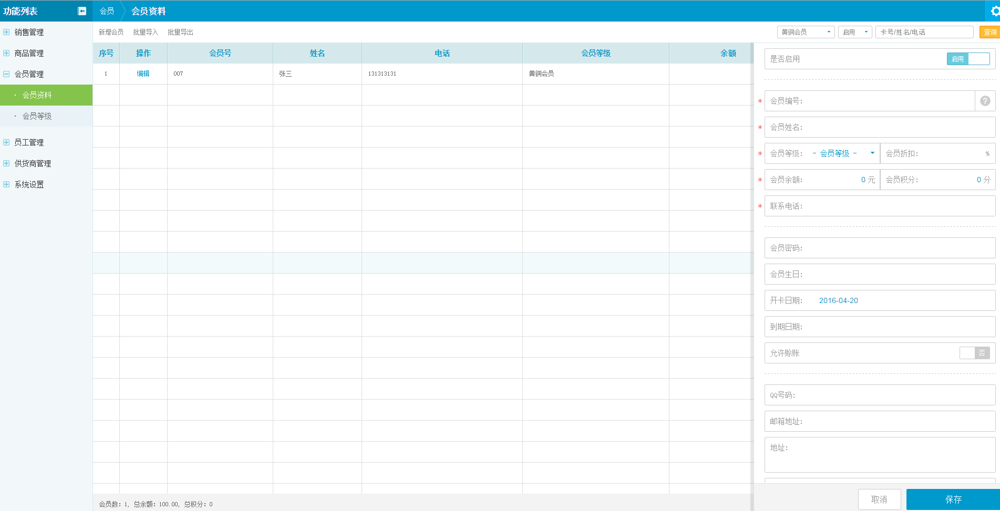 功能列表
会员
会员资料
销售管理
商品管理
会员管理
· 会员资料
· 会员等级
员工管理
供货商管理
系统设置
新增会员 批量导入 批量导出
黄铜会员 启用 卡号/姓名/电话 查询
序号 操作 会员号 姓名 电话 会员等级 余额
1 编辑 007 张三 131313131 黄铜会员
会员数: 1, 总余额: 100.00, 总积分: 0
是否启用 启用
* 会员编号: ?
* 会员姓名:
* 会员等级: - 会员等级 - 会员折扣: %
* 会员余额: 0 元 会员积分: 0 分
* 联系电话:
会员密码:
会员生日:
开卡日期: 2016-04-20
到期日期:
允许赊账 否
QQ号码:
邮箱地址:
地址:
取消 保存